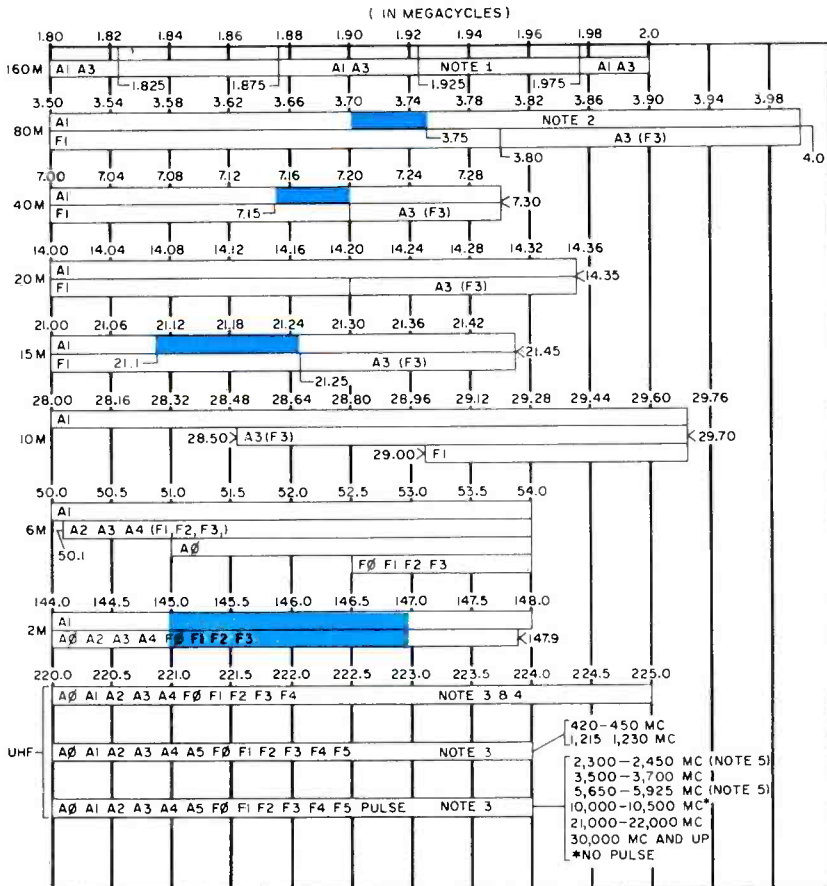 ( IN MEGACYCLES)
1.80 1.82 1.84 1.86 1.88 1.90 1.92 1.94 1.96 1.98 2.0
160M A1 A3 A1 A3 NOTE 1 A1 A3
1.825 1.875 1.925 1.975
3.50 3.54 3.58 3.62 3.66 3.70 3.74 3.78 3.82 3.86 3.90 3.94 3.98
80M A1 NOTE 2
F1 3.75 A3 (F3)
3.80 4.0
7.00 7.04 7.08 7.12 7.16 7.20 7.24 7.28
40M A1 7.30
F1 7.15 A3 (F3)
14.00 14.04 14.08 14.12 14.16 14.20 14.24 14.28 14.32 14.36
20M A1 14.35
F1 A3 (F3)
21.00 21.06 21.12 21.18 21.24 21.30 21.36 21.42
15M A1 21.45
F1 21.1 A3 (F3)
21.25
28.00 28.16 28.32 28.48 28.64 28.80 28.96 29.12 29.28 29.44 29.60 29.76
A1
10M 28.50 A3(F3) 29.70
29.00 F1
50.0 50.5 51.0 51.5 52.0 52.5 53.0 53.5 54.0
A1
6M A2 A3 A4 (F1, F2, F3,)
50.1 AØ
FØ F1 F2 F3
144.0 144.5 145.0 145.5 146.0 146.5 147.0 147.5 148.0
2M A1
AØ A2 A3 A4 FØ F1 F2 F3 147.9
220.0 220.5 221.0 221.5 222.0 222.5 223.0 223.5 224.0 224.5 225.0
AØ A1 A2 A3 A4 FØ F1 F2 F3 F4 NOTE 3 & 4
420-450 MC
1,215 1,230 MC
UHF AØ A1 A2 A3 A4 A5 FØ F1 F2 F3 F4 F5 NOTE 3
2,300-2,450 MC (NOTE 5)
3,500-3,700 MC
5,650-5,925 MC (NOTE 5)
AØ A1 A2 A3 A4 A5 FØ F1 F2 F3 F4 F5 PULSE NOTE 3
10,000-10,500 MC*
21,000-22,000 MC
30,000 MC AND UP
*NO PULSE